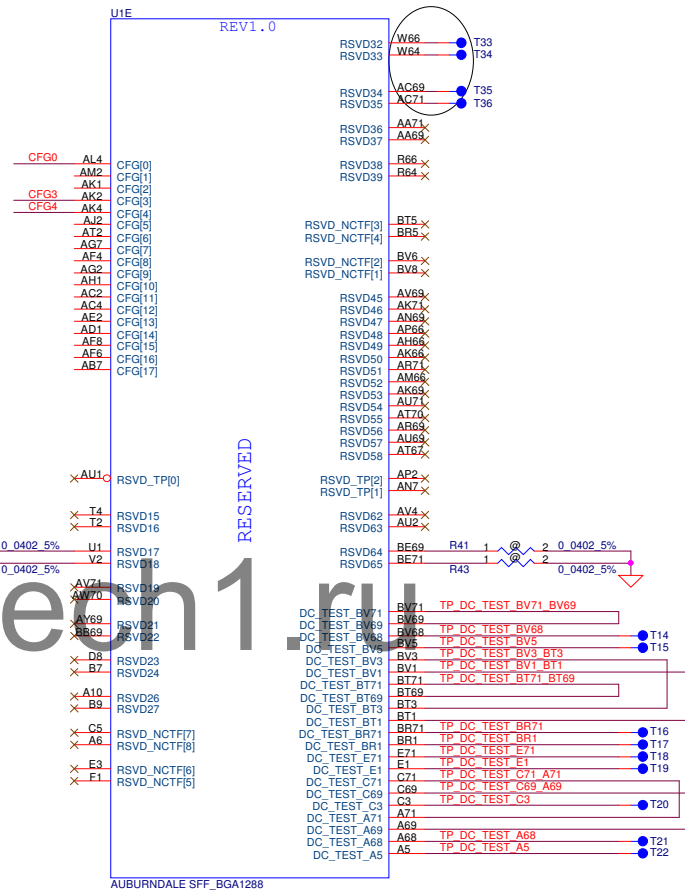 U1E
REV1.0
RSVD32 W66 T33
RSVD33 W64 T34
RSVD34 AC69 T35
RSVD35 AC71 T36
RSVD36 AA71
RSVD37 AA69
CFG0 AL4 CFG[0] RSVD38 R66
AM2 CFG[1] RSVD39 R64
AK1 CFG[2]
CFG3 AK2 CFG[3]
CFG4 AK4 CFG[4]
AJ2 CFG[5] RSVD_NCTF[3] BT5
AT2 CFG[6] RSVD_NCTF[4] BR5
AG7 CFG[7]
AF4 CFG[8] RSVD_NCTF[2] BV6
AG2 CFG[9] RSVD_NCTF[1] BV8
AH1 CFG[10]
AC2 CFG[11] RSVD45 AV69
AC4 CFG[12] RSVD46 AK71
AE2 CFG[13] RSVD47 AN69
AD1 CFG[14] RSVD48 AP66
AF8 CFG[15] RSVD49 AH66
AF6 CFG[16] RSVD50 AK66
AB7 CFG[17] RSVD51 AR71
RSVD52 AM66
RSVD53 AK69
RSVD54 AU71
RSVD55 AT70
RSVD56 AR69
RSVD57 AU69
RSVD58 AT67
RESERVED
AU1 RSVD_TP[0] RSVD_TP[2] AP2
RSVD_TP[1] AN7
T4 RSVD15 RSVD62 AV4
T2 RSVD16 RSVD63 AU2
0_0402_5% U1 RSVD17 RSVD64 BE69 R41 1 @ 2 0_0402_5%
0_0402_5% V2 RSVD18 RSVD65 BE71 R43 1 2 0_0402_5%
ech1.ru
AV71 RSVD19
AW70 RSVD20
AY69 RSVD21
BB69 RSVD22
D8 RSVD23
B7 RSVD24
A10 RSVD26
B9 RSVD27
C5 RSVD_NCTF[7]
A6 RSVD_NCTF[8]
E3 RSVD_NCTF[6]
F1 RSVD_NCTF[5]
DC_TEST_BV71 BV71 TP_DC_TEST_BV71_BV69
DC_TEST_BV69 BV69
DC_TEST_BV68 BV68 TP_DC_TEST_BV68 T14
DC_TEST_BV5 BV5 TP_DC_TEST_BV5 T15
DC_TEST_BV3 BV3 TP_DC_TEST_BV3_BT3
DC_TEST_BV1 BV1 TP_DC_TEST_BV1_BT1
DC_TEST_BT71 BT71 TP_DC_TEST_BT71_BT69
DC_TEST_BT69 BT69
DC_TEST_BT3 BT3
DC_TEST_BT1 BT1
DC_TEST_BR71 BR71 TP_DC_TEST_BR71 T16
DC_TEST_BR1 BR1 TP_DC_TEST_BR1 T17
DC_TEST_E71 E71 TP_DC_TEST_E71 T18
DC_TEST_E1 E1 TP_DC_TEST_E1 T19
DC_TEST_C71 C71 TP_DC_TEST_C71_A71
DC_TEST_C69 C69 TP_DC_TEST_C69_A69
DC_TEST_C3 C3 TP_DC_TEST_C3 T20
DC_TEST_A71 A71
DC_TEST_A69 A69
DC_TEST_A68 A68 TP_DC_TEST_A68 T21
DC_TEST_A5 A5 TP_DC_TEST_A5 T22
AUBURNDALE SFF_BGA1288